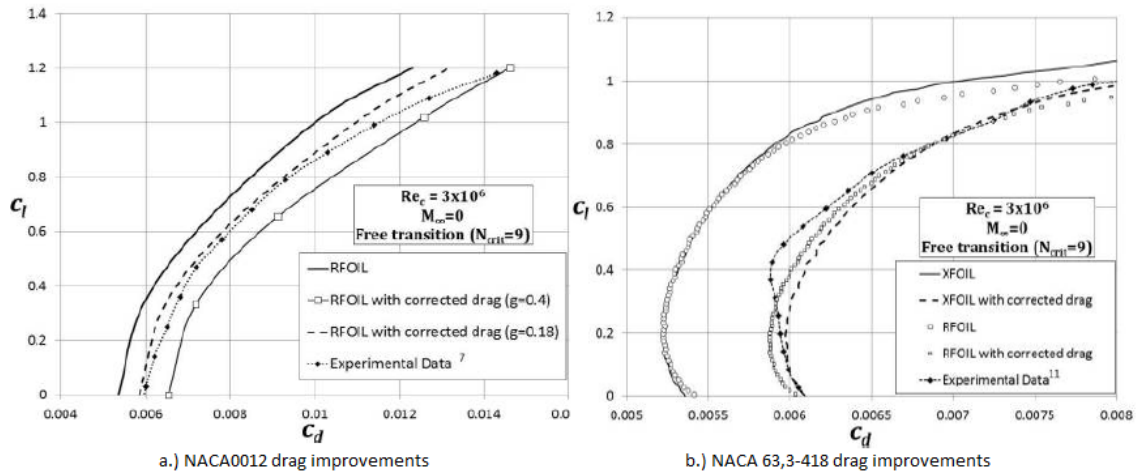 1.4
1.2
1
0.8
0.6
0.4
0.2
0
c_l
0.004
0.006
0.008
0.01
0.012
0.014
0.0
c_d
Re_c = 3x10⁶
M_∞=0
Free transition (N_crit=9)
RFOIL
RFOIL with corrected drag (g=0.4)
RFOIL with corrected drag (g=0.18)
Experimental Data ⁷
a.) NACA0012 drag improvements
1.2
1
0.8
0.6
0.4
0.2
0
c_l
0.005
0.0055
0.006
0.0065
0.007
0.0075
0.008
c_d
Re_c = 3x10⁶
M_∞=0
Free transition (N_crit=9)
XFOIL
XFOIL with corrected drag
RFOIL
RFOIL with corrected drag
Experimental Data¹¹
b.) NACA 63,3-418 drag improvements